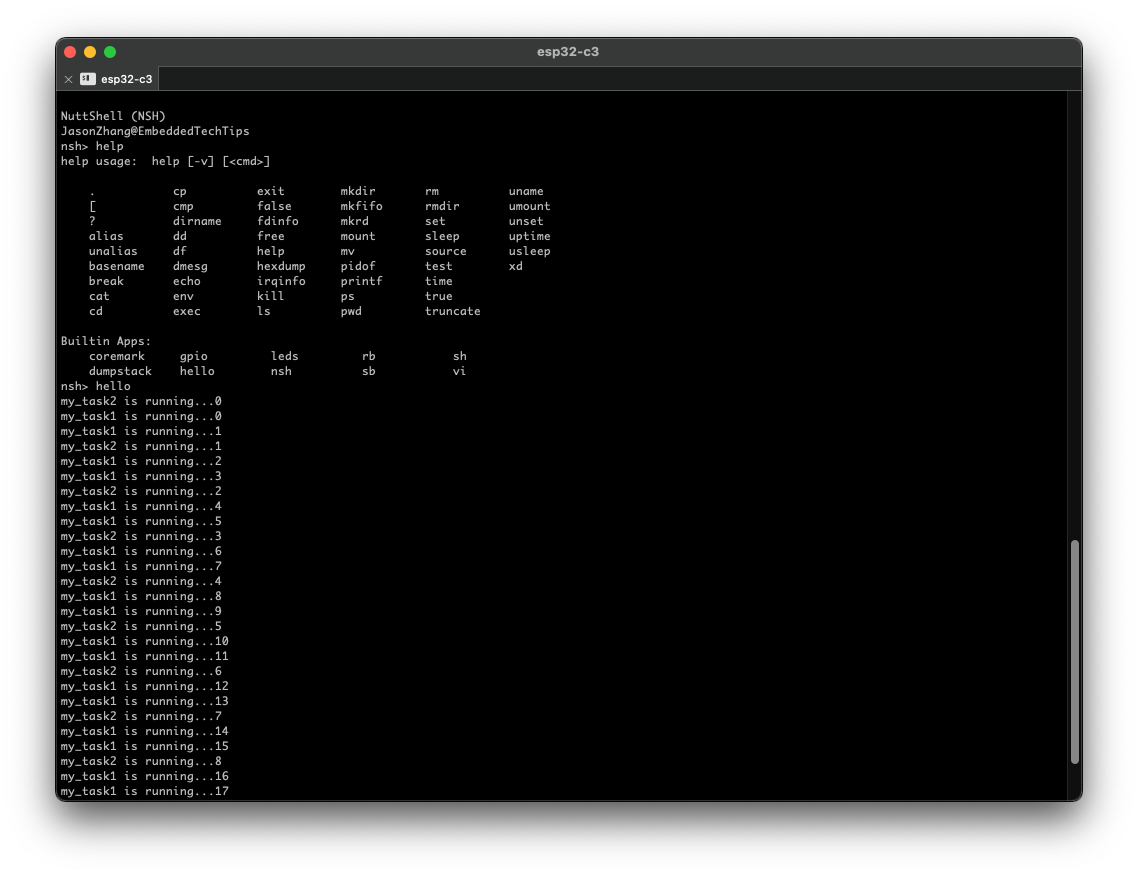 esp32-c3
esp32-c3
NuttShell (NSH)
JasonZhang@EmbeddedTechTips
nsh> help
help usage:  help [-v] [<cmd>]
. cp exit mkdir rm uname
[ cmp false mkfifo rmdir umount
? dirname fdinfo mkrd set unset
alias dd free mount sleep uptime
unalias df help mv source usleep
basename dmesg hexdump pidof test xd
break echo irqinfo printf time
cat env kill ps true
cd exec ls pwd truncate
Builtin Apps:
coremark gpio leds rb sh
dumpstack hello nsh sb vi
nsh> hello
my_task2 is running...0
my_task1 is running...0
my_task1 is running...1
my_task2 is running...1
my_task1 is running...2
my_task1 is running...3
my_task2 is running...2
my_task1 is running...4
my_task1 is running...5
my_task2 is running...3
my_task1 is running...6
my_task1 is running...7
my_task2 is running...4
my_task1 is running...8
my_task1 is running...9
my_task2 is running...5
my_task1 is running...10
my_task1 is running...11
my_task2 is running...6
my_task1 is running...12
my_task1 is running...13
my_task2 is running...7
my_task1 is running...14
my_task1 is running...15
my_task2 is running...8
my_task1 is running...16
my_task1 is running...17